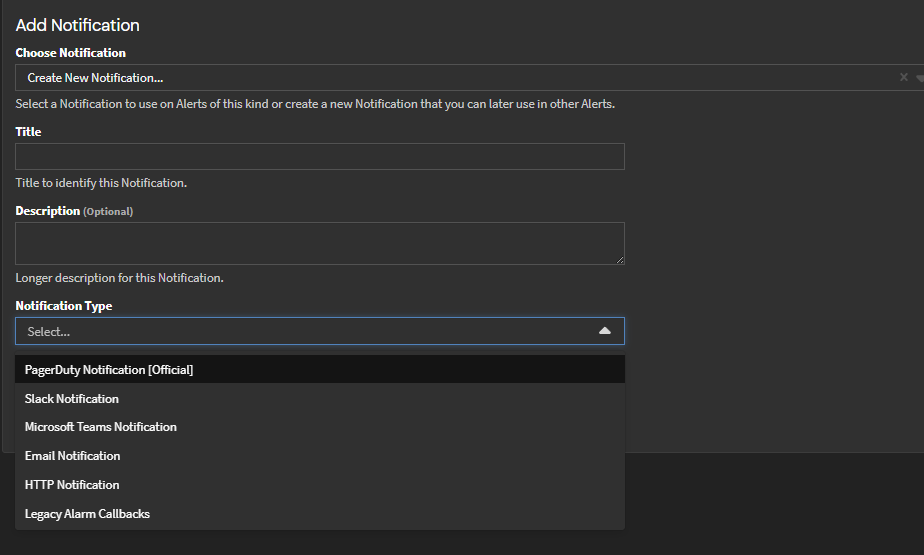 Add Notification
Choose Notification
Create New Notification...
Select a Notification to use on Alerts of this kind or create a new Notification that you can later use in other Alerts.
Title
Title to identify this Notification.
Description (Optional)
Longer description for this Notification.
Notification Type
Select...
PagerDuty Notification [Official]
Slack Notification
Microsoft Teams Notification
Email Notification
HTTP Notification
Legacy Alarm Callbacks